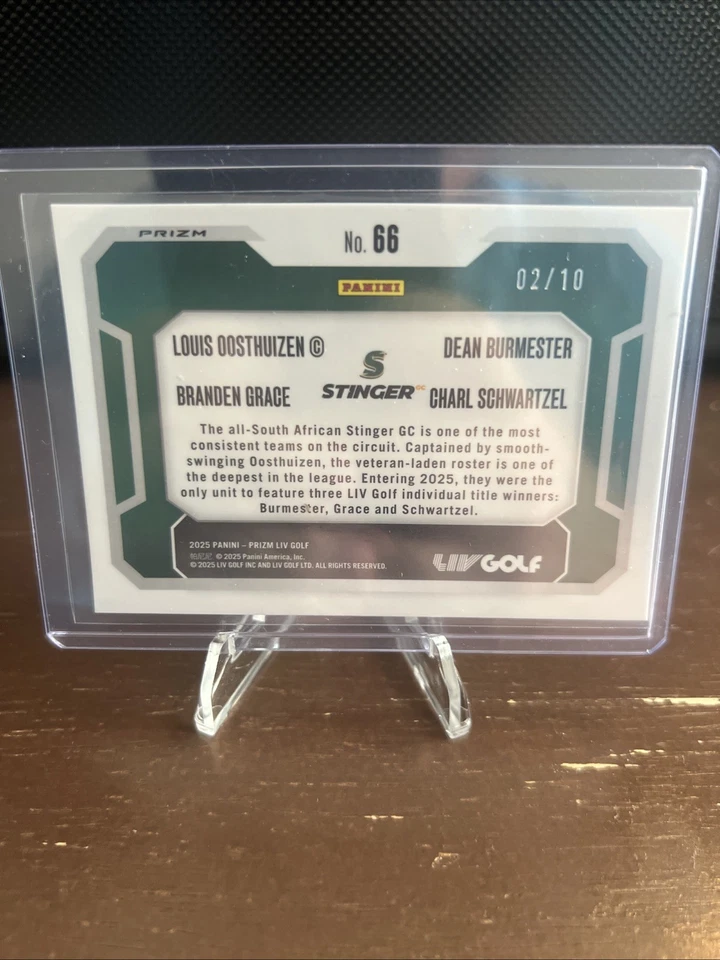 PRIZM
No. 66
PANINI
02/10
LOUIS OOSTHUIZEN ©
DEAN BURMESTER
S
STINGER GC
BRANDEN GRACE
CHARL SCHWARTZEL
The all-South African Stinger GC is one of the most
consistent teams on the circuit. Captained by smooth-
swinging Oosthuizen, the veteran-laden roster is one of
the deepest in the league. Entering 2025, they were the
only unit to feature three LIV Golf individual title winners:
Burmester, Grace and Schwartzel.
2025 PANINI – PRIZM LIV GOLF
© 2025 Panini America, Inc.
© 2025 LIV GOLF INC AND LIV GOLF LTD. ALL RIGHTS RESERVED.
LIV GOLF